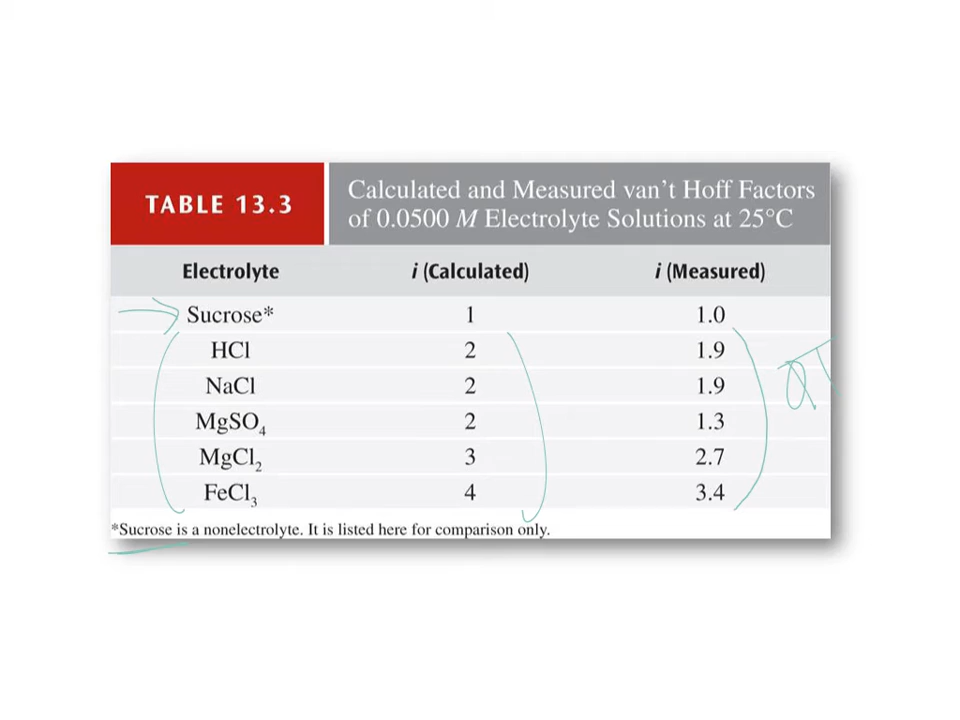 TABLE 13.3
Calculated and Measured van't Hoff Factors
of 0.0500 M Electrolyte Solutions at 25°C
Electrolyte i (Calculated) i (Measured)
Sucrose* 1 1.0
HCl 2 1.9
NaCl 2 1.9
MgSO₄ 2 1.3
MgCl₂ 3 2.7
FeCl₃ 4 3.4
*Sucrose is a nonelectrolyte. It is listed here for comparison only.